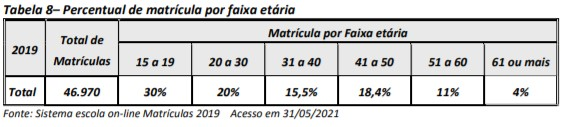 Tabela 8– Percentual de matrícula por faixa etária
2019 Total de Matrículas Matrícula por Faixa etária
15 a 19 20 a 30 31 a 40 41 a 50 51 a 60 61 ou mais
Total 46.970 30% 20% 15,5% 18,4% 11% 4%
Fonte: Sistema escola on-line Matrículas 2019 Acesso em 31/05/2021